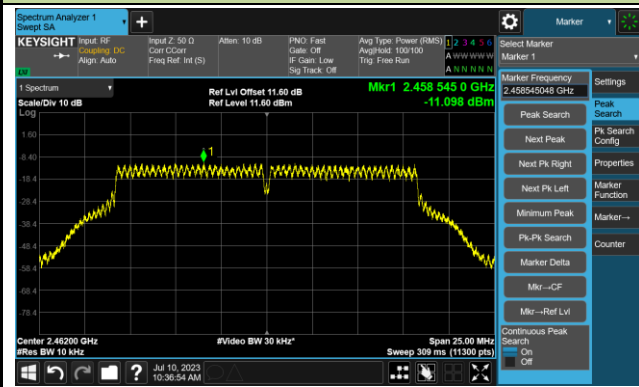 Spectrum Analyzer 1
Swept SA
Marker
KEYSIGHT
Input: RF
Coupling: DC
Align: Auto
Input Z: 50 Ω
Corr CCorr
Freq Ref: Int (S)
Atten: 10 dB
PNO: Fast
Gate: Off
IF Gain: Low
Sig Track: Off
Avg Type: Power (RMS)
Avg|Hold: 100/100
Trig: Free Run
1 2 3 4 5 6
A W W W W W
A N N N N N
Select Marker
Marker 1
LW
1 Spectrum
Scale/Div 10 dB
Log
Ref Lvl Offset 11.60 dB
Ref Level 11.60 dBm
Mkr1 2.458 545 0 GHz
-11.098 dBm
1
1.60
-8.40
-18.4
-28.4
-38.4
-48.4
-58.4
-68.4
-78.4
Center 2.46200 GHz
#Res BW 10 kHz
#Video BW 30 kHz*
Span 25.00 MHz
Sweep 309 ms (11300 pts)
Marker Frequency
2.458545048 GHz
Peak Search
Next Peak
Next Pk Right
Next Pk Left
Minimum Peak
Pk-Pk Search
Marker Delta
Mkr→CF
Mkr→Ref Lvl
Continuous Peak
Search
On
Off
Settings
Peak
Search
Pk Search
Config
Properties
Marker
Function
Marker→
Counter
?
Jul 10, 2023
10:36:54 AM